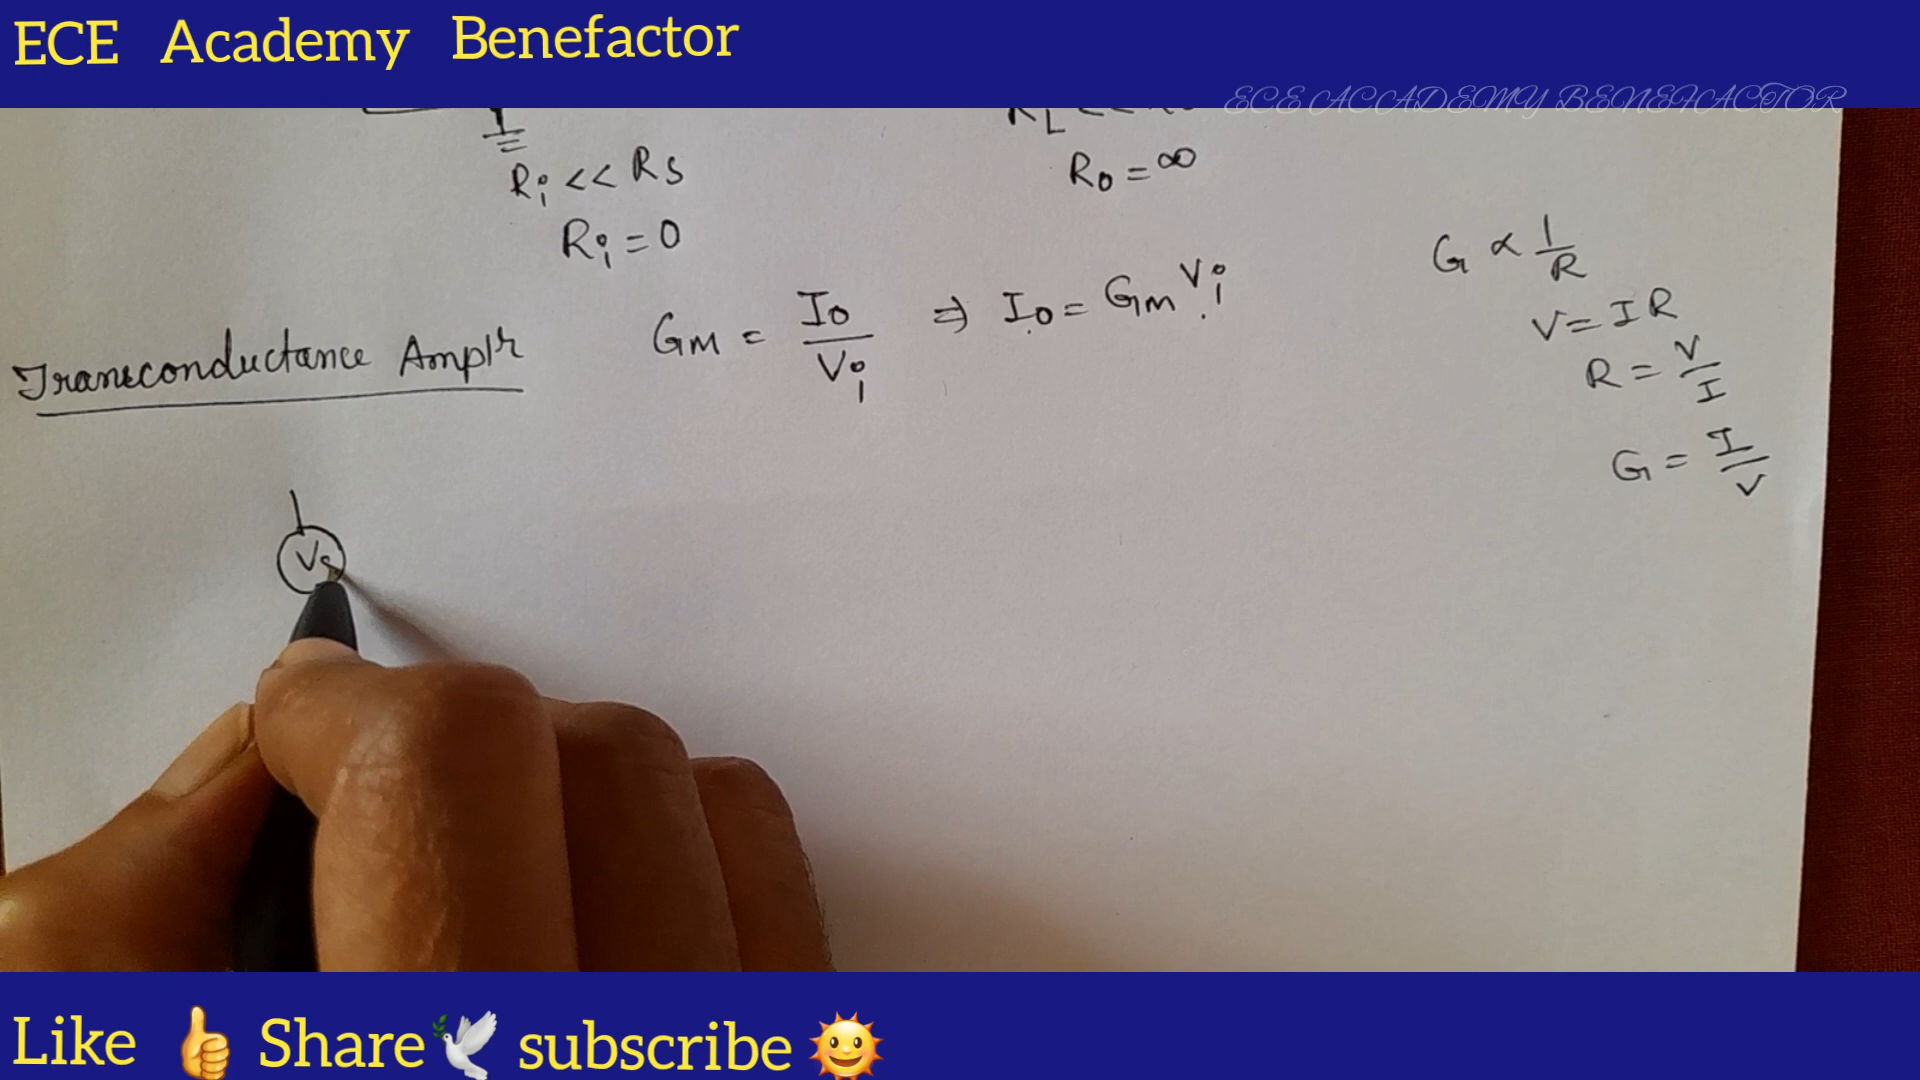 ECE Academy Benefactor
ECE ACCADEMY BENEFACTOR
Ri << Rs
Ri = 0
Ro = ∞
Transconductance Amplr
Gm = Io / Vi ⇒ Io = Gm Vi
G ∝ 1 / R
V = IR
R = V / I
G = I / V
Vs
Like 👍 Share 🕊 subscribe 🌞